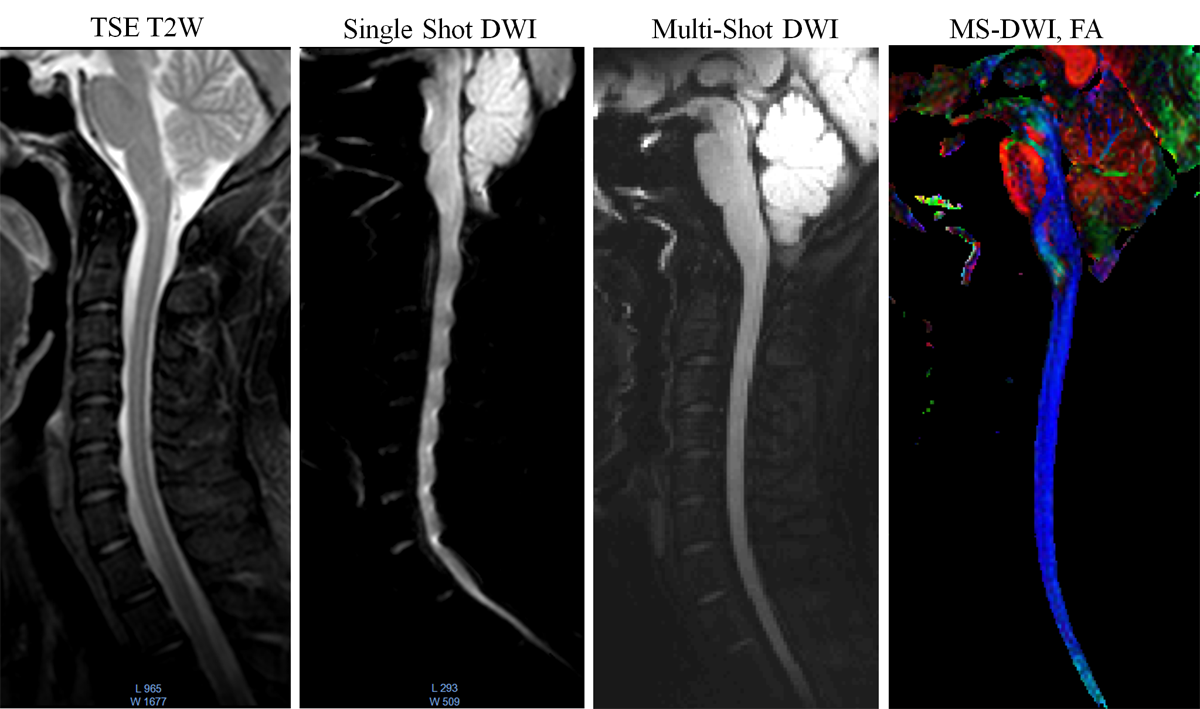 TSE T2W
Single Shot DWI
Multi-Shot DWI
MS-DWI, FA
L 965
W 1677
L 293
W 509